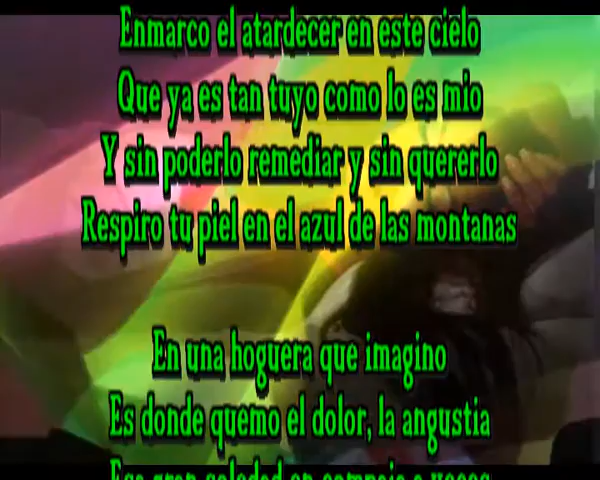 Enmarco el atardecer en este cielo
Que ya es tan tuyo como lo es mio
Y sin poderlo remediar y sin quererlo
Respiro tu piel en el azul de las montanas
En una hoguera que imagino
Es donde quemo el dolor, la angustia